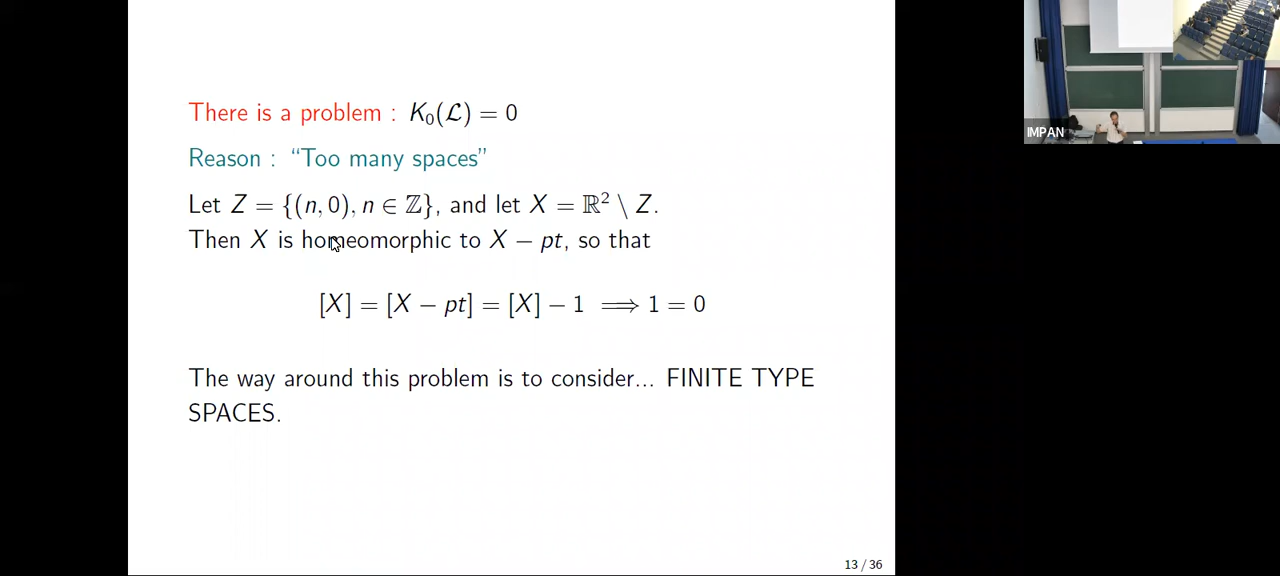 There is a problem : K₀(ℒ) = 0
Reason : “Too many spaces”
Let Z = {(n, 0), n ∈ ℤ}, and let X = ℝ² \ Z.
Then X is homeomorphic to X − pt, so that
[X] = [X − pt] = [X] − 1 ⟹ 1 = 0
The way around this problem is to consider... FINITE TYPE
SPACES.
13 / 36
IMPAN